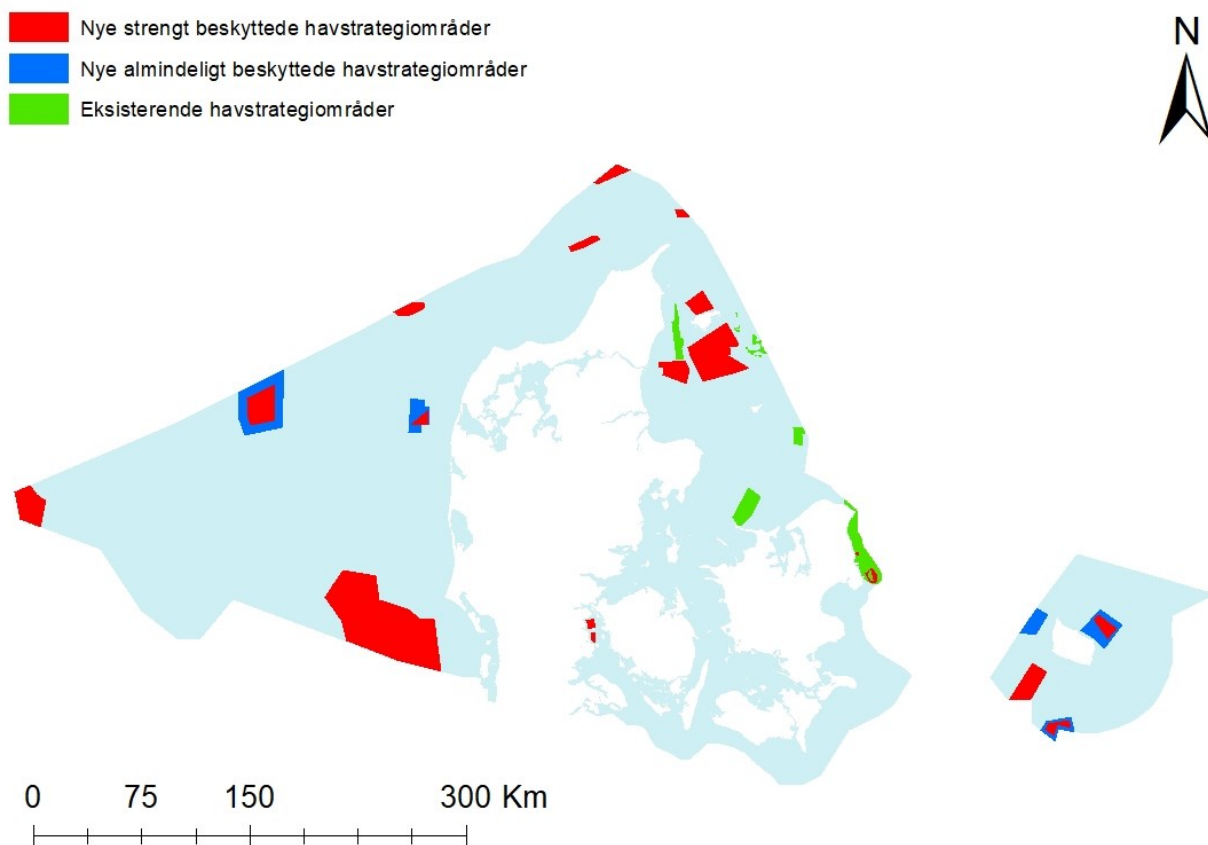 Nye strengt beskyttede havstrategiområder
Nye almindeligt beskyttede havstrategiområder
Eksisterende havstrategiområder
N
0 75 150 300 Km